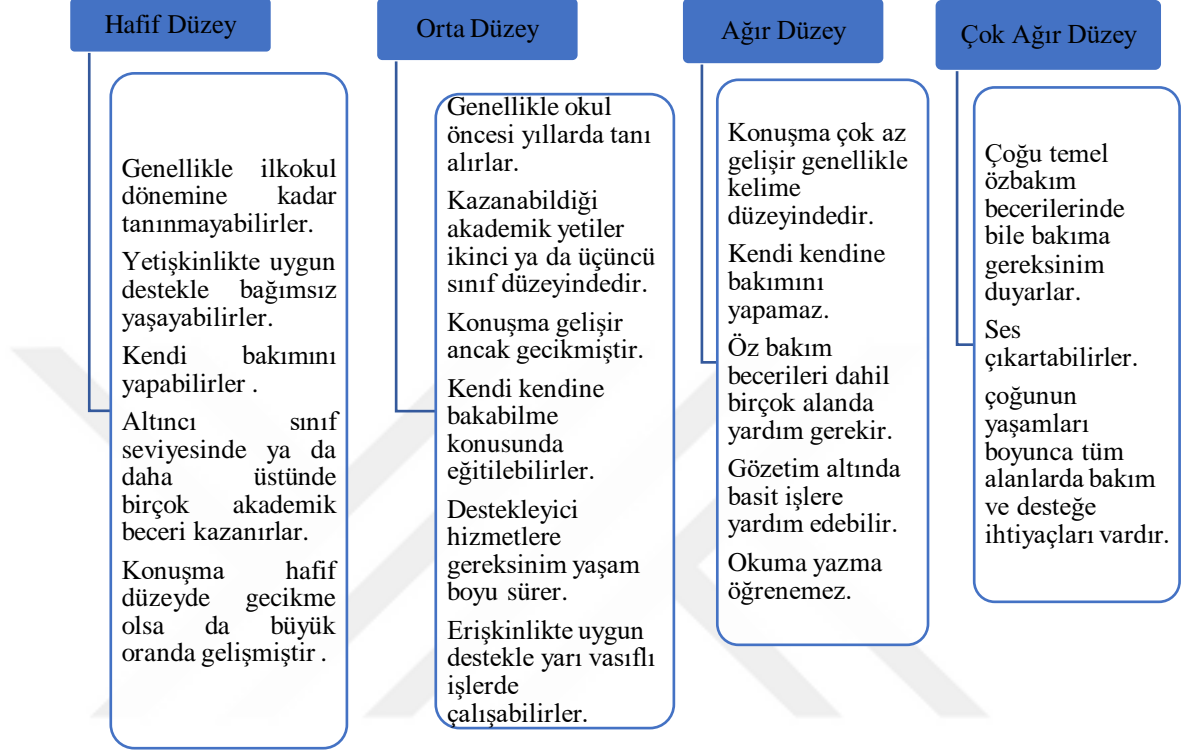 Hafif Düzey
Genellikle ilkokul
dönemine kadar
tanınmayabilirler.
Yetişkinlikte uygun
destekle bağımsız
yaşayabilirler.
Kendi bakımını
yapabilirler .
Altıncı sınıf
seviyesinde ya da
daha üstünde
birçok akademik
beceri kazanırlar.
Konuşma hafif
düzeyde gecikme
olsa da büyük
oranda gelişmiştir .
Orta Düzey
Genellikle okul
öncesi yıllarda tanı
alırlar.
Kazanabildiği
akademik yetiler
ikinci ya da üçüncü
sınıf düzeyindedir.
Konuşma gelişir
ancak gecikmiştir.
Kendi kendine
bakabilme
konusunda
eğitilebilirler.
Destekleyici
hizmetlere
gereksinim yaşam
boyu sürer.
Erişkinlikte uygun
destekle yarı vasıflı
işlerde
çalışabilirler.
Ağır Düzey
Konuşma çok az
gelişir genellikle
kelime
düzeyindedir.
Kendi kendine
bakımını
yapamaz.
Öz bakım
becerileri dahil
birçok alanda
yardım gerekir.
Gözetim altında
basit işlere
yardım edebilir.
Okuma yazma
öğrenemez.
Çok Ağır Düzey
Çoğu temel
özbakım
becerilerinde
bile bakıma
gereksinim
duyarlar.
Ses
çıkartabilirler.
çoğunun
yaşamları
boyunca tüm
alanlarda bakım
ve desteğe
ihtiyaçları vardır.